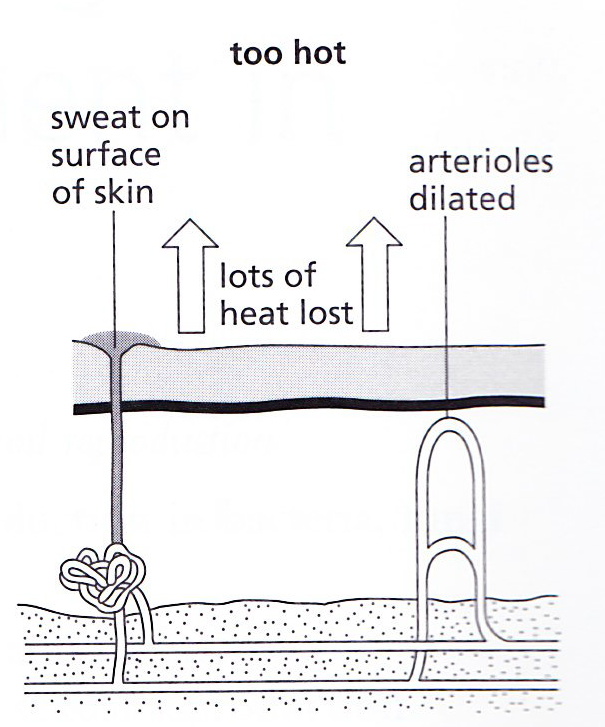 too hot
sweat on
surface
of skin
arterioles
dilated
lots of
heat lost